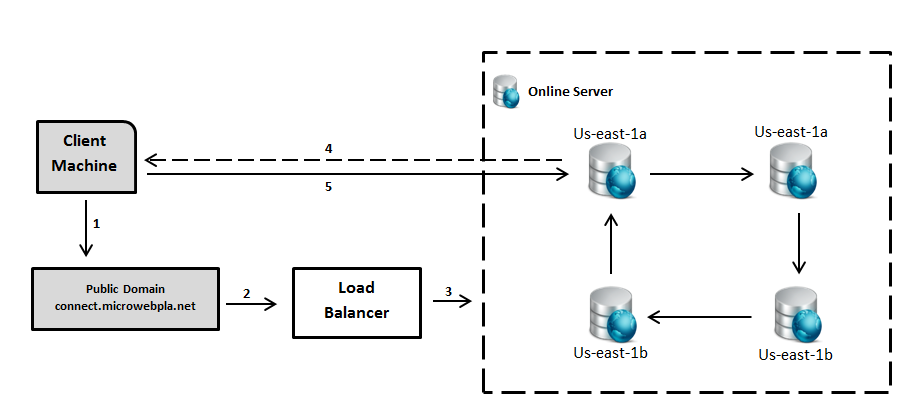 Online Server
Us-east-1a
Us-east-1a
Client
Machine
4
5
1
Public Domain
connect.microwebpla.net
2
Load
Balancer
3
Us-east-1b
Us-east-1b